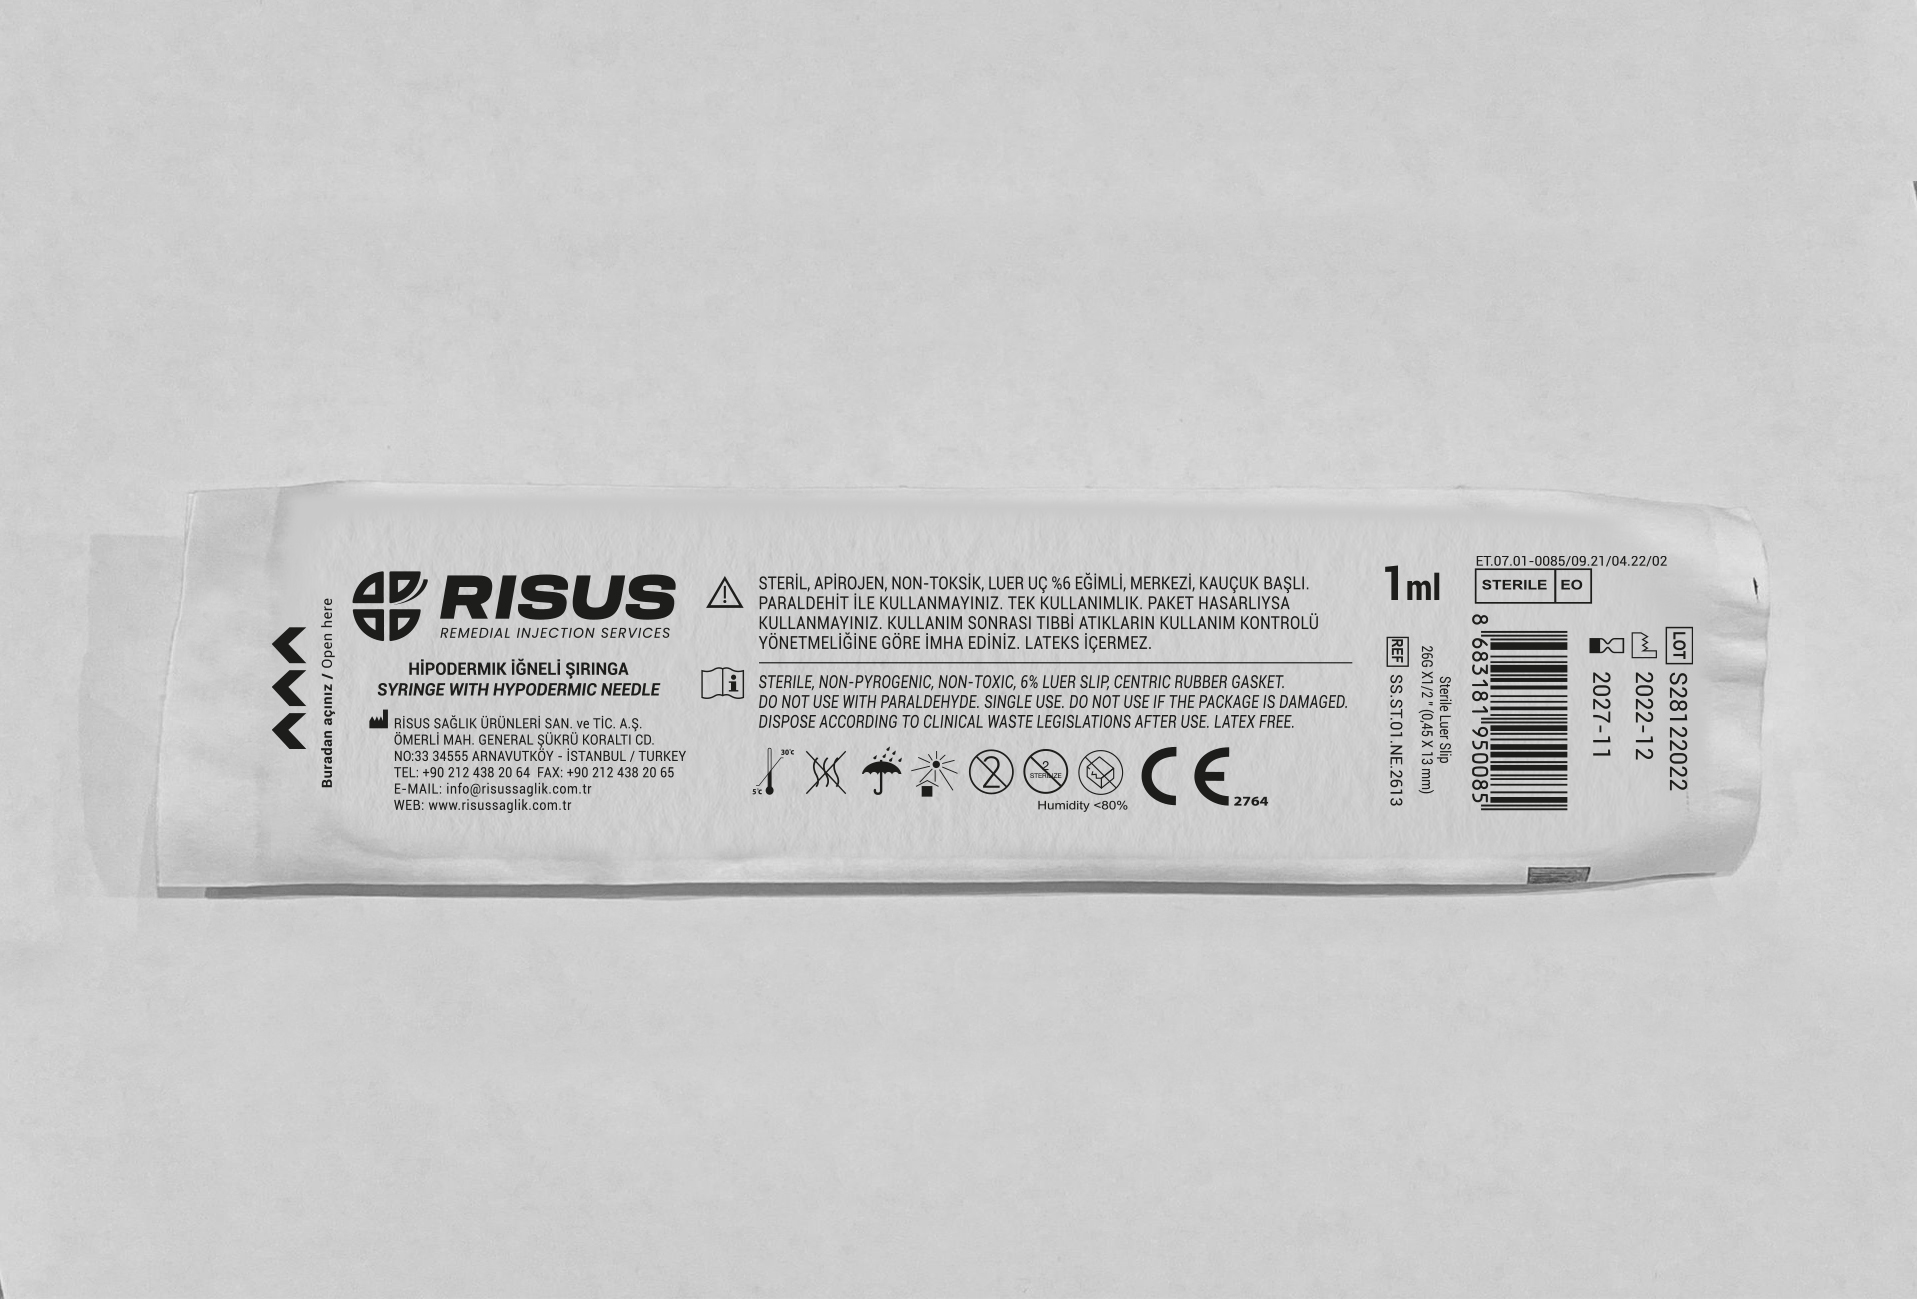 Buradan açınız / Open here
RISUS
REMEDIAL INJECTION SERVICES
HİPODERMIK İĞNELİ ŞIRINGA
SYRINGE WITH HYPODERMIC NEEDLE
RİSUS SAĞLIK ÜRÜNLERİ SAN. ve TİC. A.Ş.
ÖMERLİ MAH. GENERAL ŞÜKRÜ KORALTI CD.
NO:33 34555 ARNAVUTKÖY - İSTANBUL / TURKEY
TEL: +90 212 438 20 64 FAX: +90 212 438 20 65
E-MAIL: info@risussaglik.com.tr
WEB: www.risussaglik.com.tr
STERİL, APİROJEN, NON-TOKSİK, LUER UÇ %6 EĞİMLİ, MERKEZİ, KAUÇUK BAŞLI.
PARALDEHİT İLE KULLANMAYINIZ. TEK KULLANIMLIK. PAKET HASARLIYSA
KULLANMAYINIZ. KULLANIM SONRASI TIBBİ ATIKLARIN KULLANIM KONTROLÜ
YÖNETMELİĞİNE GÖRE İMHA EDİNİZ. LATEKS İÇERMEZ.
STERILE, NON-PYROGENIC, NON-TOXIC, 6% LUER SLIP, CENTRIC RUBBER GASKET.
DO NOT USE WITH PARALDEHYDE. SINGLE USE. DO NOT USE IF THE PACKAGE IS DAMAGED.
DISPOSE ACCORDING TO CLINICAL WASTE LEGISLATIONS AFTER USE. LATEX FREE.
30°C
5°C
2
2
STERILIZE
Humidity <80%
CE 2764
1 ml
REF SS.ST.01.NE.2613
Sterile Luer Slip
26G X1/2 " (0,45 X 13 mm)
ET.07.01-0085/09.21/04.22/02
STERILE EO
8 683181 950085
2027-11
2022-12
LOT S28122022